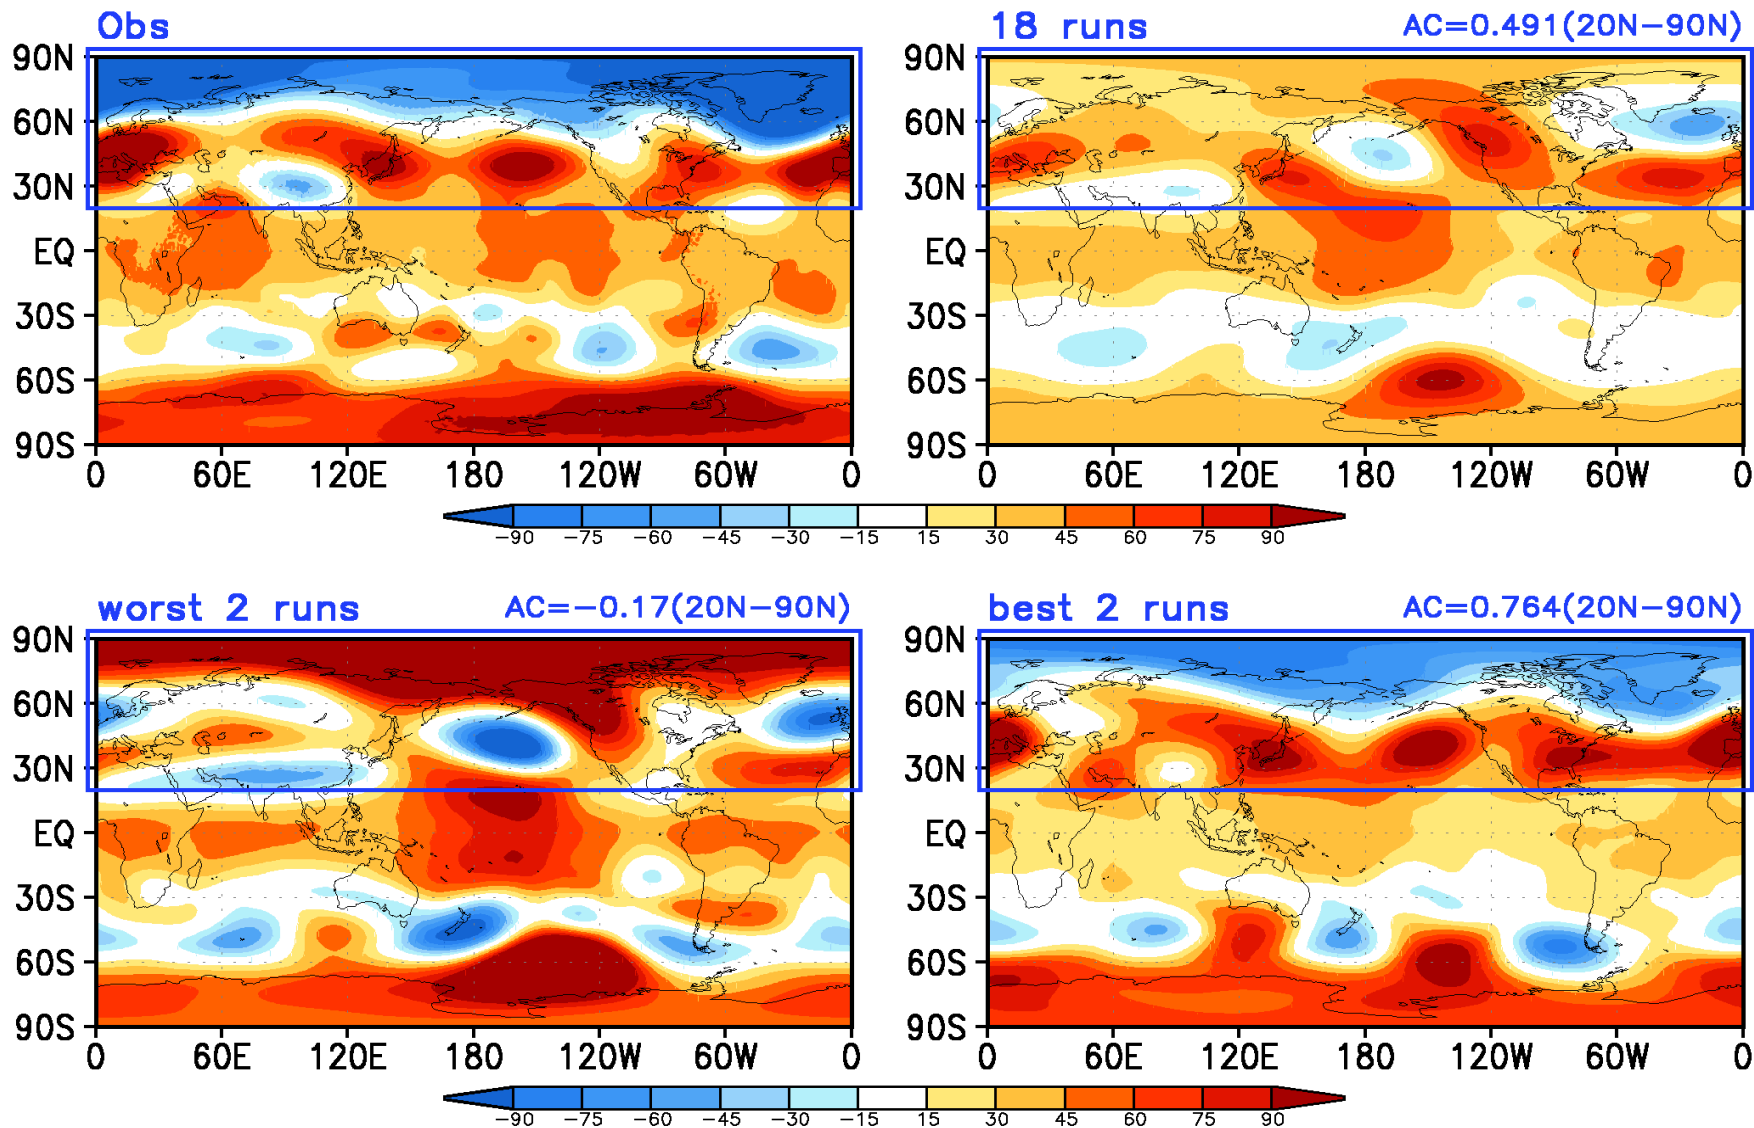 Obs
18 runs AC=0.491(20N−90N)
90N 90N
60N 60N
30N 30N
EQ EQ
30S 30S
60S 60S
90S 90S
0 60E 120E 180 120W 60W 0 0 60E 120E 180 120W 60W 0
−90 −75 −60 −45 −30 −15 15 30 45 60 75 90
worst 2 runs AC=−0.17(20N−90N) best 2 runs AC=0.764(20N−90N)
90N 90N
60N 60N
30N 30N
EQ EQ
30S 30S
60S 60S
90S 90S
0 60E 120E 180 120W 60W 0 0 60E 120E 180 120W 60W 0
−90 −75 −60 −45 −30 −15 15 30 45 60 75 90